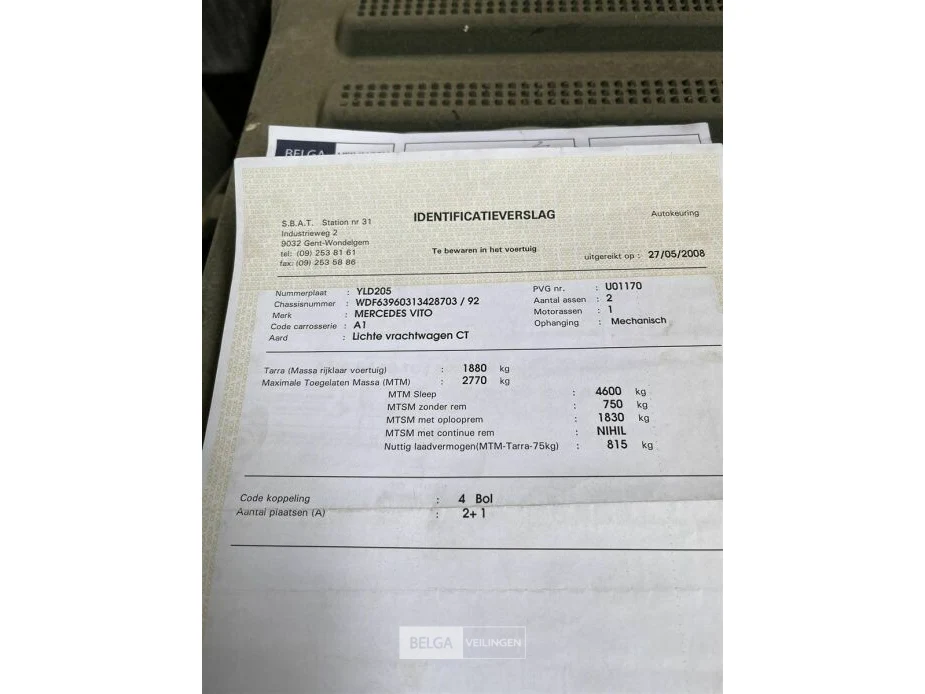 BELGA VEILINGEN
IDENTIFICATIEVERSLAG
Autokeuring
S.B.A.T. Station nr 31
Industrieweg 2
9032 Gent-Wondelgem
tel: (09) 253 81 61
fax: (09) 253 58 86
Te bewaren in het voertuig
uitgereikt op : 27/05/2008
Nummerplaat : YLD205
Chassisnummer : WDF63960313428703 / 92
Merk : MERCEDES VITO
Code carrosserie : A1
Aard : Lichte vrachtwagen CT
PVG nr. : U01170
Aantal assen : 2
Motorassen : 1
Ophanging : Mechanisch
Tarra (Massa rijklaar voertuig) : 1880 kg
Maximale Toegelaten Massa (MTM) : 2770 kg
MTM Sleep : 4600 kg
MTSM zonder rem : 750 kg
MTSM met oplooprem : 1830 kg
MTSM met continue rem : NIHIL
Nuttig laadvermogen(MTM-Tarra-75kg) : 815 kg
Code koppeling : 4 Bol
Aantal plaatsen (A) : 2+1
BELGA VEILINGEN